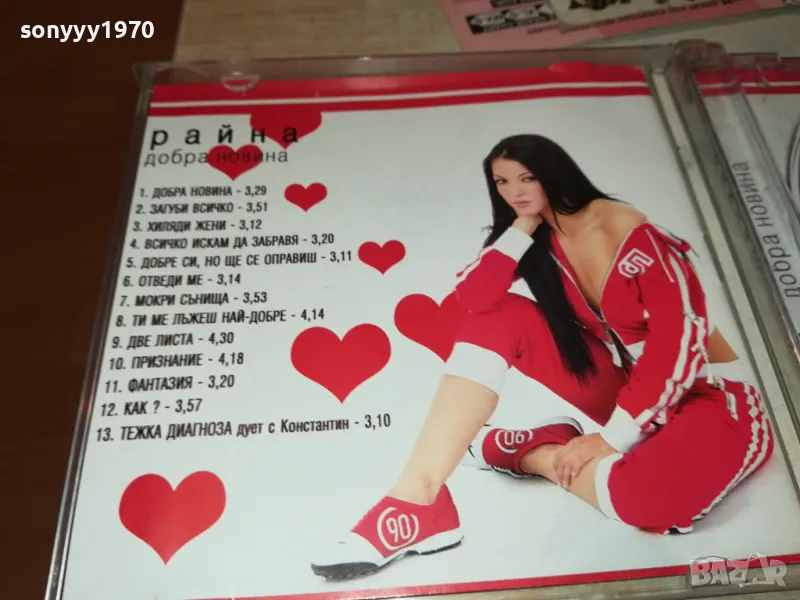 sonyyy1970
райна
добра новина
1. ДОБРА НОВИНА - 3,29
2. ЗАГУБИ ВСИЧКО - 3,51
3. ХИЛЯДИ ЖЕНИ - 3,12
4. ВСИЧКО ИСКАМ ДА ЗАБРАВЯ - 3,20
5. ДОБРЕ СИ, НО ЩЕ СЕ ОПРАВИШ - 3,11
6. ОТВЕДИ МЕ - 3,14
7. МОКРИ СЪНИЩА - 3,53
8. ТИ МЕ ЛЪЖЕШ НАЙ-ДОБРЕ - 4,14
9. ДВЕ ЛИСТА - 4,30
10. ПРИЗНАНИЕ - 4,18
11. ФАНТАЗИЯ - 3,20
12. КАК ? - 3,57
13. ТЕЖКА ДИАГНОЗА дует с Константин - 3,10
90
90
добра новина
BAZAR